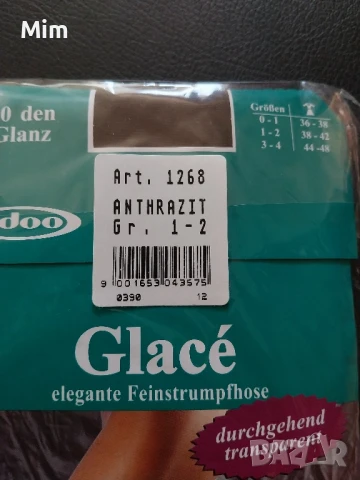 Mim
0 den
Glanz
Größen
0 - 1 36 - 38
1 - 2 38 - 42
3 - 4 44 - 48
doo
Art. 1268
ANTHRAZIT
Gr. 1-2
9 001653 043575
0390 12
Glacé
elegante Feinstrumpfhose
durchgehend
transparent
BAZAR